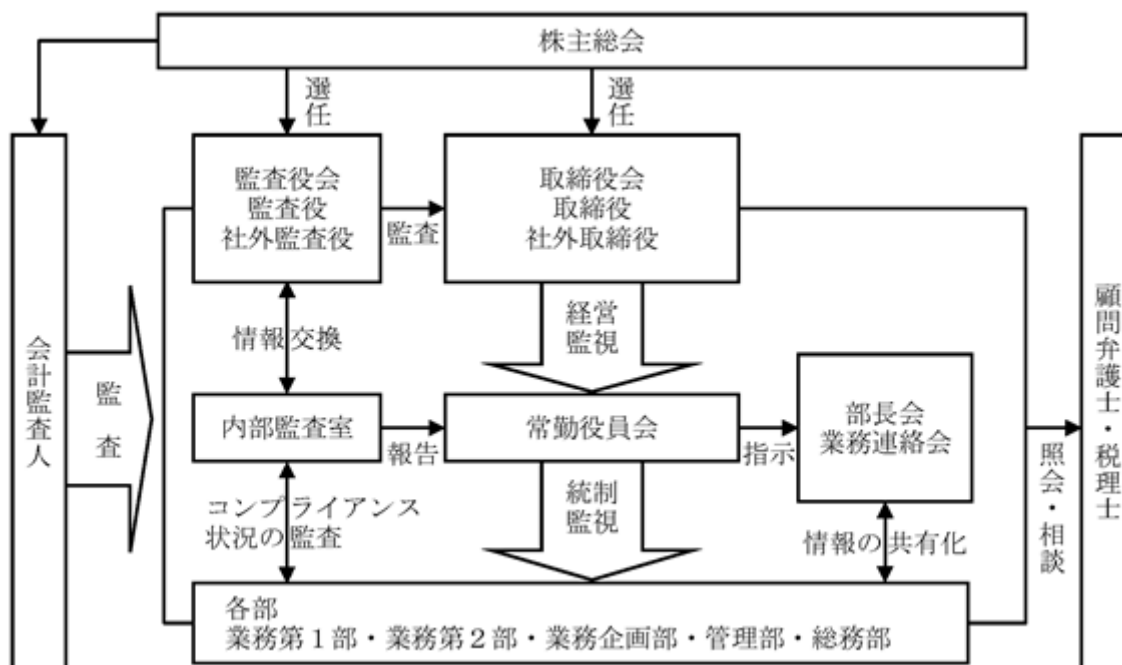 株主総会
選任
選任
監査役会
監査役
社外監査役
監査
取締役会
取締役
社外取締役
会計監査人
監査
情報交換
経営
監視
顧問弁護士・税理士
内部監査室
報告
常勤役員会
指示
部長会
業務連絡会
照会・相談
コンプライアンス
状況の監査
統制
監視
情報の共有化
各部
業務第1部・業務第2部・業務企画部・管理部・総務部